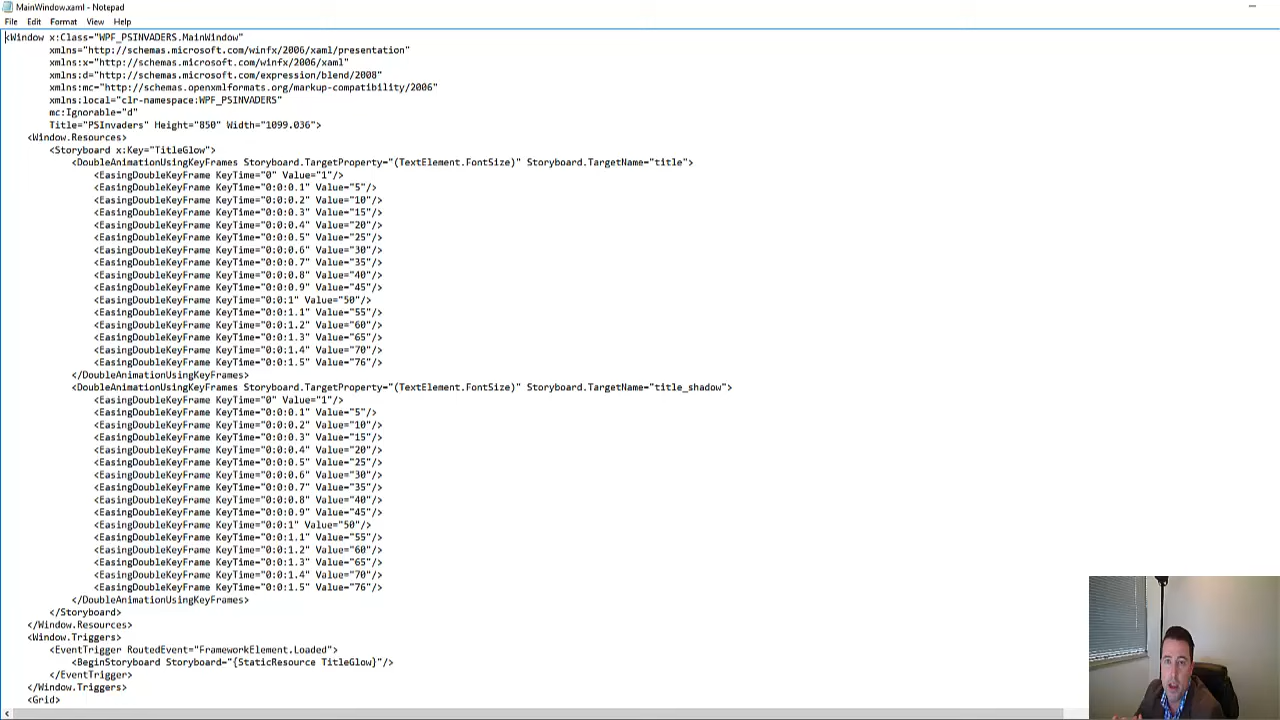 MainWindow.xaml - Notepad
File Edit Format View Help
<Window x:Class="WPF_PSINVADERS.MainWindow"
xmlns="http://schemas.microsoft.com/winfx/2006/xaml/presentation"
xmlns:x="http://schemas.microsoft.com/winfx/2006/xaml"
xmlns:d="http://schemas.microsoft.com/expression/blend/2008"
xmlns:mc="http://schemas.openxmlformats.org/markup-compatibility/2006"
xmlns:local="clr-namespace:WPF_PSINVADERS"
mc:Ignorable="d"
Title="PSInvaders" Height="850" Width="1099.036">
<Window.Resources>
<Storyboard x:Key="TitleGlow">
<DoubleAnimationUsingKeyFrames Storyboard.TargetProperty="(TextElement.FontSize)" Storyboard.TargetName="title">
<EasingDoubleKeyFrame KeyTime="0" Value="1"/>
<EasingDoubleKeyFrame KeyTime="0:0:0.1" Value="5"/>
<EasingDoubleKeyFrame KeyTime="0:0:0.2" Value="10"/>
<EasingDoubleKeyFrame KeyTime="0:0:0.3" Value="15"/>
<EasingDoubleKeyFrame KeyTime="0:0:0.4" Value="20"/>
<EasingDoubleKeyFrame KeyTime="0:0:0.5" Value="25"/>
<EasingDoubleKeyFrame KeyTime="0:0:0.6" Value="30"/>
<EasingDoubleKeyFrame KeyTime="0:0:0.7" Value="35"/>
<EasingDoubleKeyFrame KeyTime="0:0:0.8" Value="40"/>
<EasingDoubleKeyFrame KeyTime="0:0:0.9" Value="45"/>
<EasingDoubleKeyFrame KeyTime="0:0:1" Value="50"/>
<EasingDoubleKeyFrame KeyTime="0:0:1.1" Value="55"/>
<EasingDoubleKeyFrame KeyTime="0:0:1.2" Value="60"/>
<EasingDoubleKeyFrame KeyTime="0:0:1.3" Value="65"/>
<EasingDoubleKeyFrame KeyTime="0:0:1.4" Value="70"/>
<EasingDoubleKeyFrame KeyTime="0:0:1.5" Value="76"/>
</DoubleAnimationUsingKeyFrames>
<DoubleAnimationUsingKeyFrames Storyboard.TargetProperty="(TextElement.FontSize)" Storyboard.TargetName="title_shadow">
<EasingDoubleKeyFrame KeyTime="0" Value="1"/>
<EasingDoubleKeyFrame KeyTime="0:0:0.1" Value="5"/>
<EasingDoubleKeyFrame KeyTime="0:0:0.2" Value="10"/>
<EasingDoubleKeyFrame KeyTime="0:0:0.3" Value="15"/>
<EasingDoubleKeyFrame KeyTime="0:0:0.4" Value="20"/>
<EasingDoubleKeyFrame KeyTime="0:0:0.5" Value="25"/>
<EasingDoubleKeyFrame KeyTime="0:0:0.6" Value="30"/>
<EasingDoubleKeyFrame KeyTime="0:0:0.7" Value="35"/>
<EasingDoubleKeyFrame KeyTime="0:0:0.8" Value="40"/>
<EasingDoubleKeyFrame KeyTime="0:0:0.9" Value="45"/>
<EasingDoubleKeyFrame KeyTime="0:0:1" Value="50"/>
<EasingDoubleKeyFrame KeyTime="0:0:1.1" Value="55"/>
<EasingDoubleKeyFrame KeyTime="0:0:1.2" Value="60"/>
<EasingDoubleKeyFrame KeyTime="0:0:1.3" Value="65"/>
<EasingDoubleKeyFrame KeyTime="0:0:1.4" Value="70"/>
<EasingDoubleKeyFrame KeyTime="0:0:1.5" Value="76"/>
</DoubleAnimationUsingKeyFrames>
</Storyboard>
</Window.Resources>
<Window.Triggers>
<EventTrigger RoutedEvent="FrameworkElement.Loaded">
<BeginStoryboard Storyboard="{StaticResource TitleGlow}"/>
</EventTrigger>
</Window.Triggers>
<Grid>